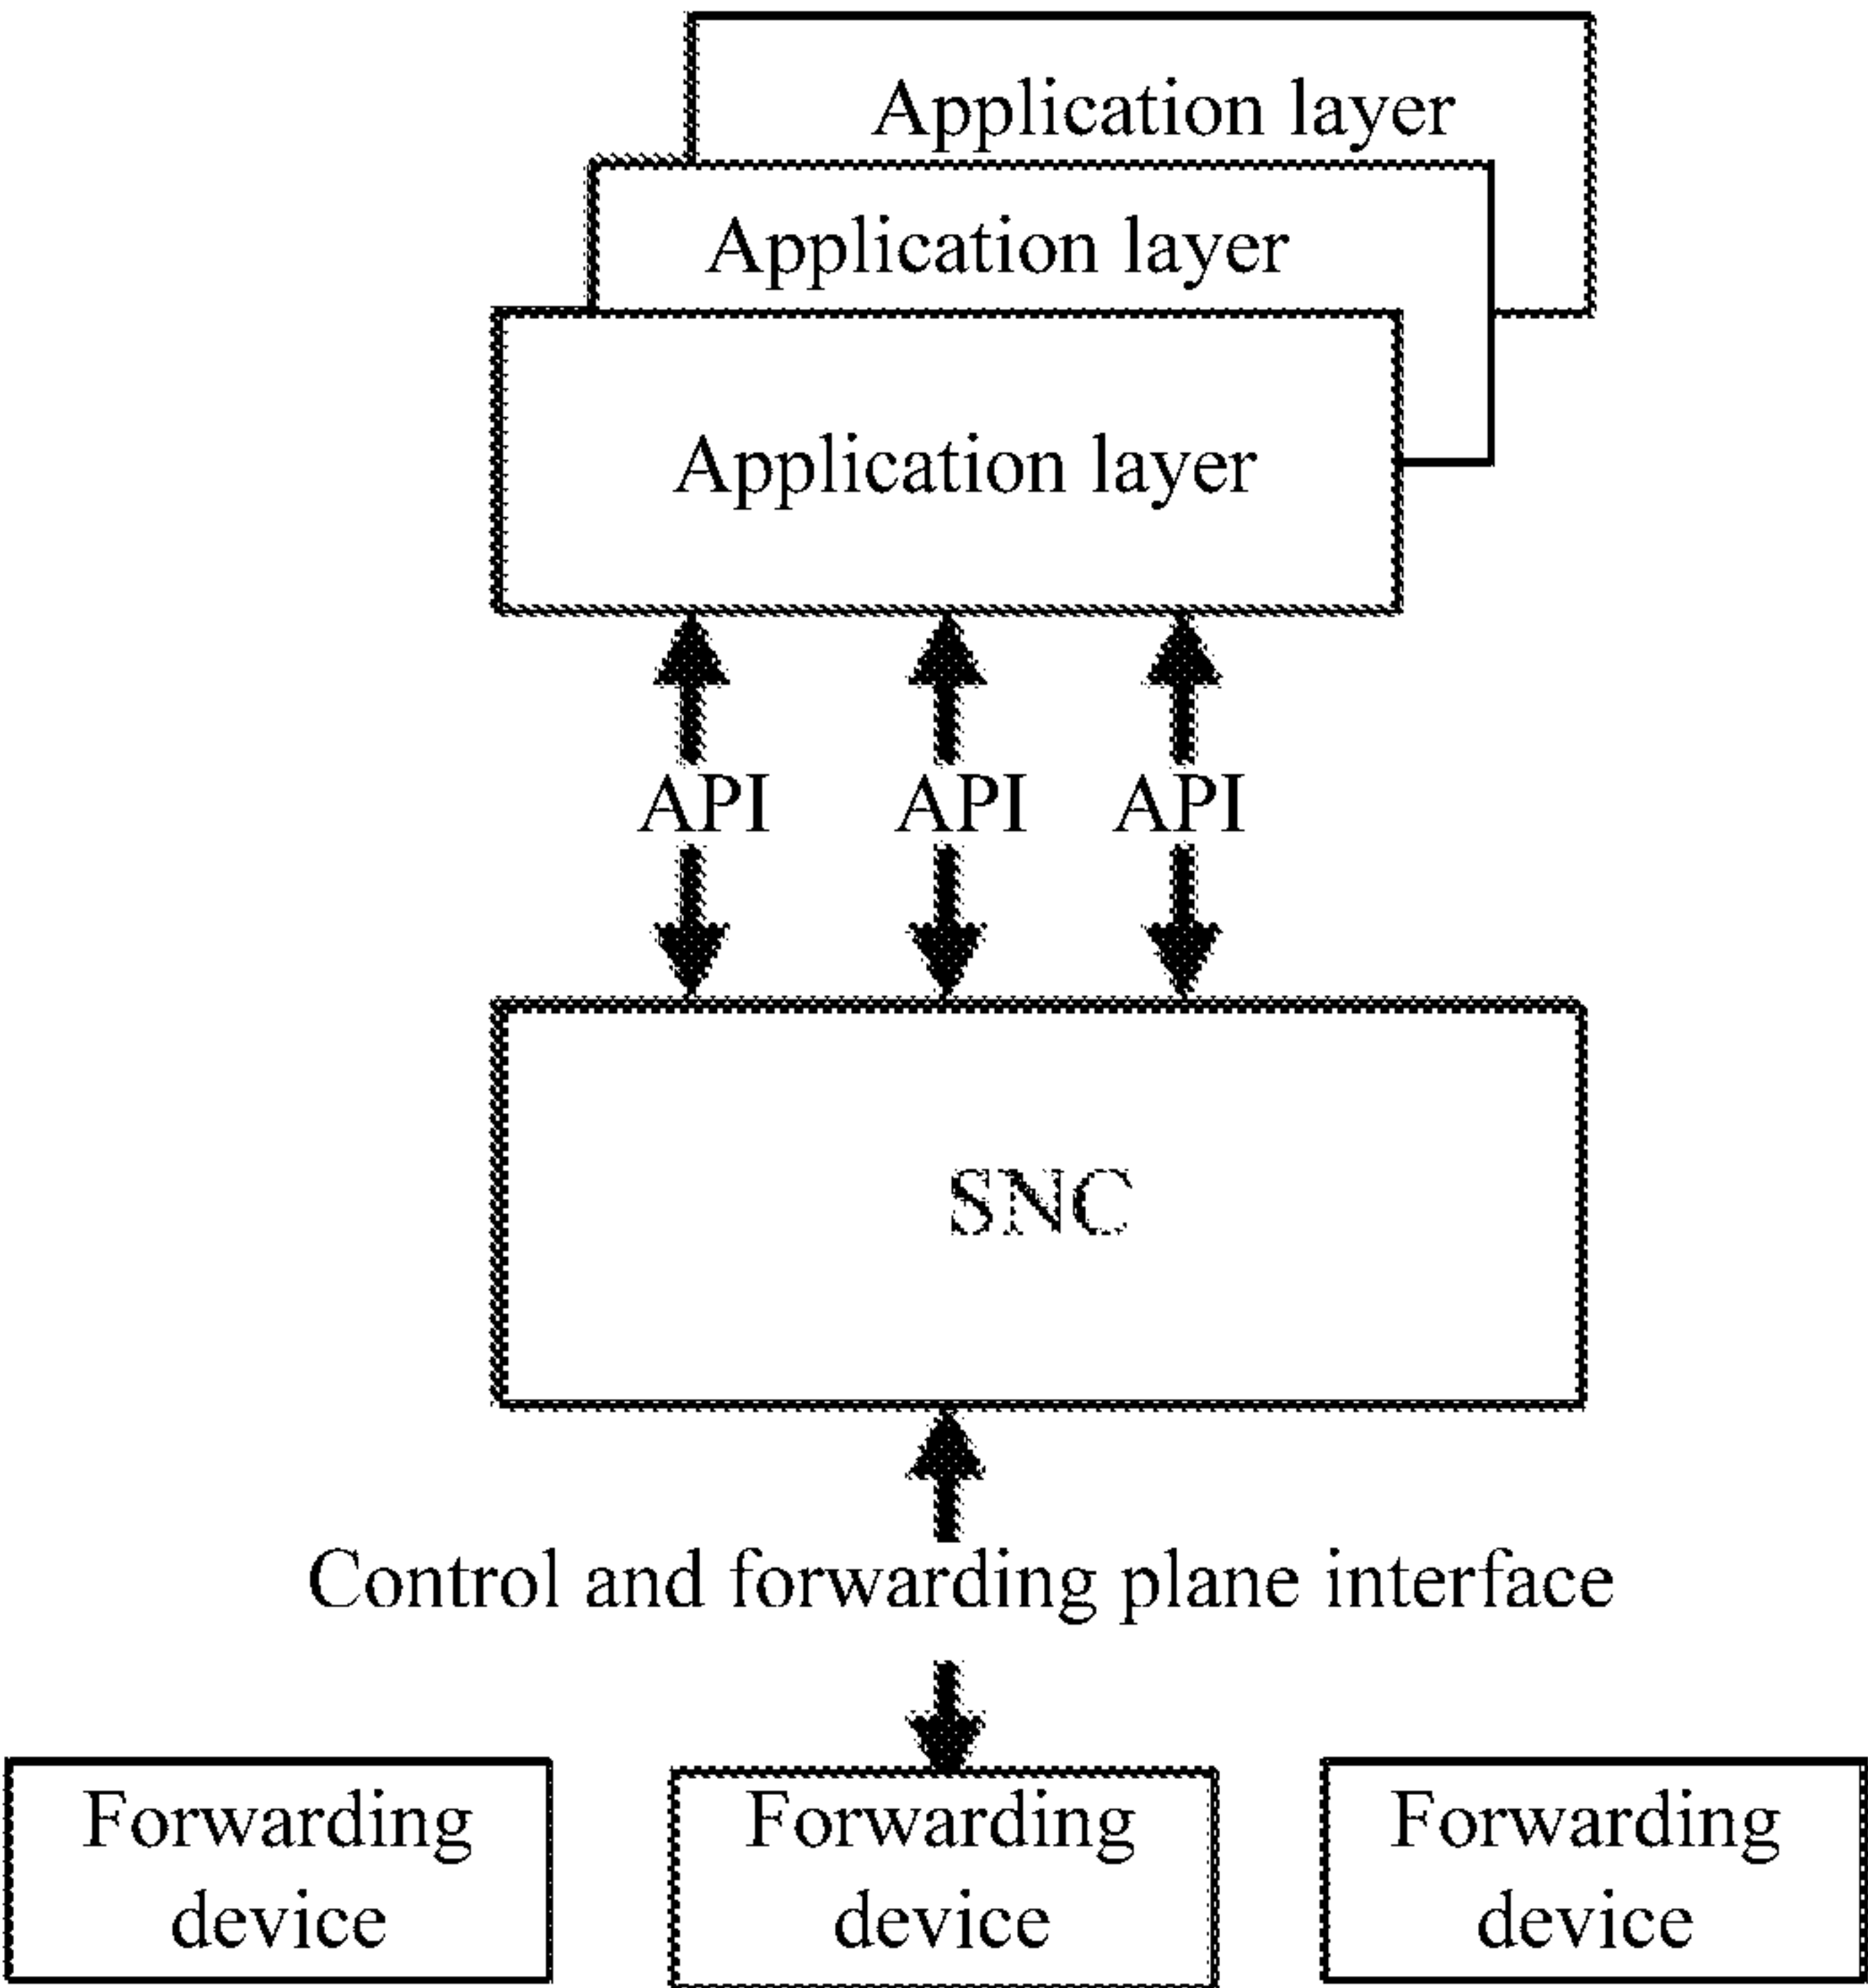 Application layer
Application layer
Application layer
API API API
SNC
Control and forwarding plane interface
Forwarding Forwarding Forwarding
device device device